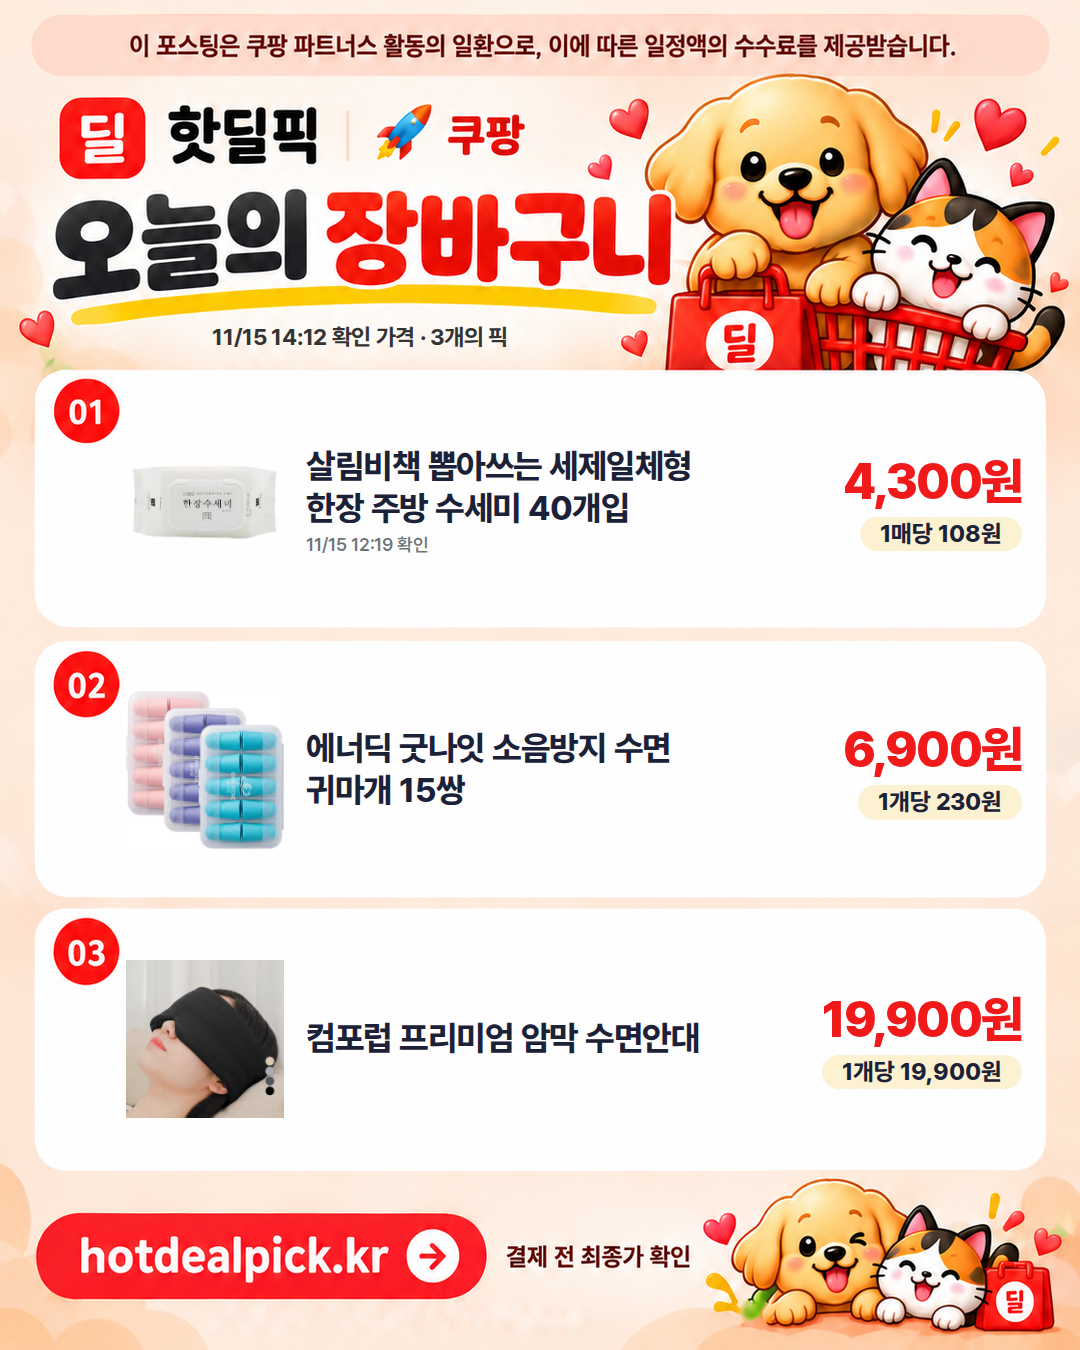 이 포스팅은 쿠팡 파트너스 활동의 일환으로, 이에 따른 일정액의 수수료를 제공받습니다.
딜 핫딜픽 쿠팡
오늘의 장바구니
11/15 14:12 확인 가격 · 3개의 픽
딜
01
한장수세미
살림비책 뽑아쓰는 세제일체형
한장 주방 수세미 40개입
11/15 12:19 확인
4,300원
1매당 108원
02
에너딕 굿나잇 소음방지 수면
귀마개 15쌍
6,900원
1개당 230원
03
컴포럽 프리미엄 암막 수면안대
19,900원
1개당 19,900원
hotdealpick.kr
결제 전 최종가 확인
딜